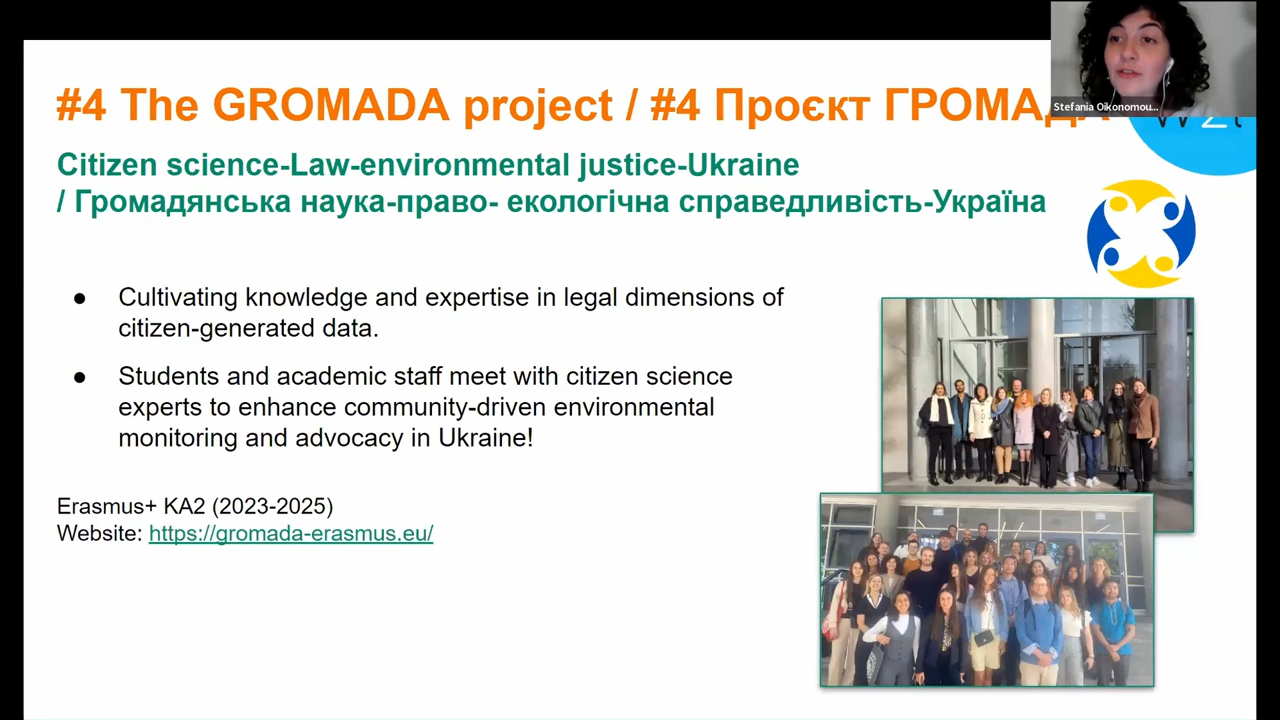 #4 The GROMADA project / #4 Проєкт ГРОМАДА
Stefania Oikonomou...
Citizen science-Law-environmental justice-Ukraine
/ Громадянська наука-право- екологічна справедливість-Україна
● Cultivating knowledge and expertise in legal dimensions of
citizen-generated data.
● Students and academic staff meet with citizen science
experts to enhance community-driven environmental
monitoring and advocacy in Ukraine!
Erasmus+ KA2 (2023-2025)
Website: https://gromada-erasmus.eu/